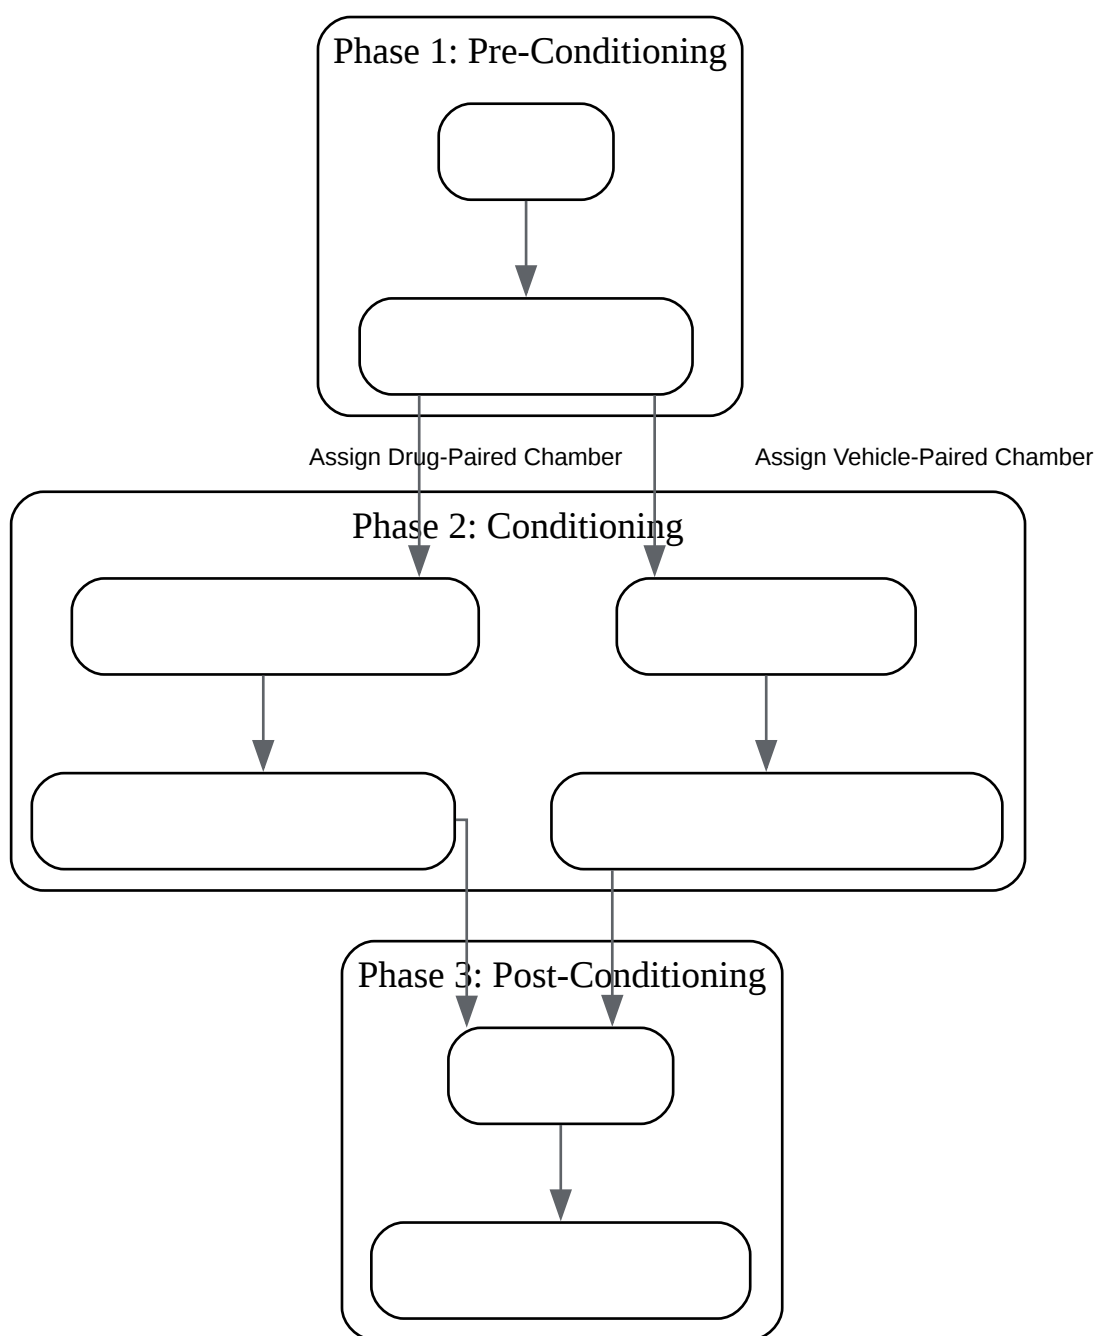 Phase 1: Pre-Conditioning
Assign Drug-Paired Chamber
Assign Vehicle-Paired Chamber
Phase 2: Conditioning
Phase 3: Post-Conditioning